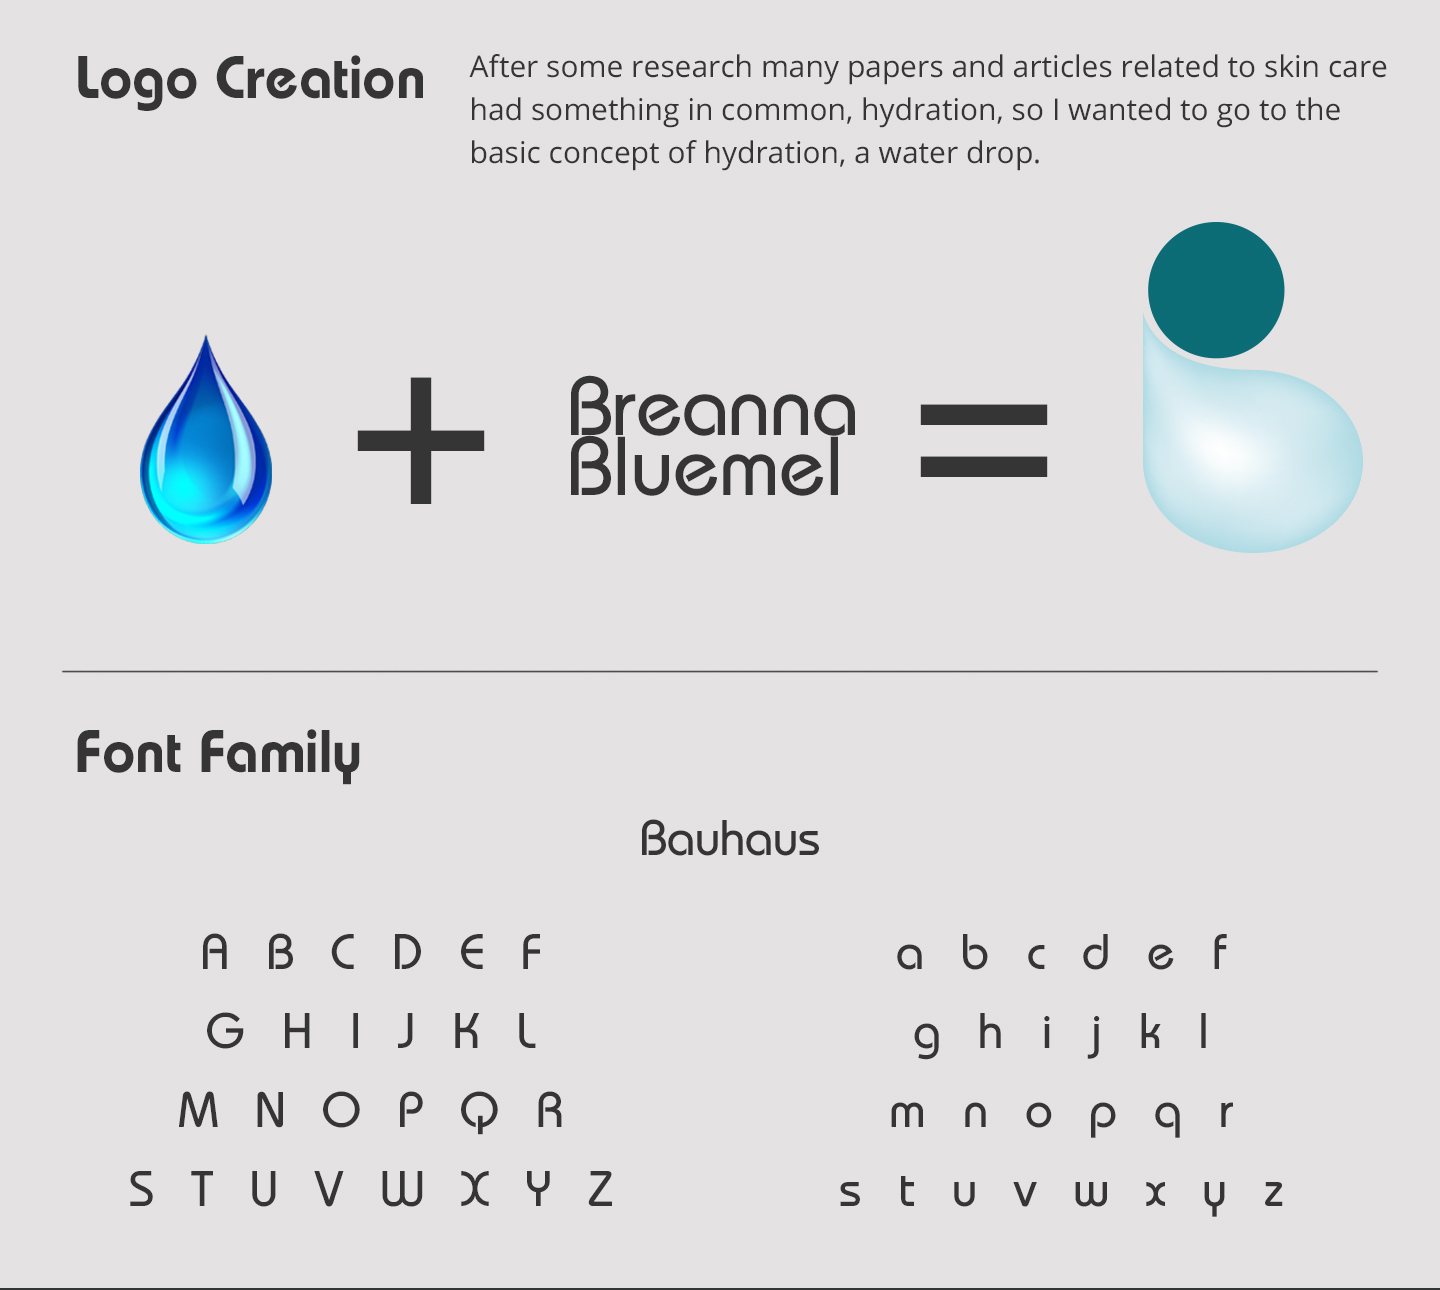 Logo Creation
After some research many papers and articles related to skin care
had something in common, hydration, so I wanted to go to the
basic concept of hydration, a water drop.
+
Breanna
Bluemel
=
Font Family
Bauhaus
A B C D E F
G H I J K L
M N O P Q R
S T U V W X Y Z
a b c d e f
g h i j k l
m n o p q r
s t u v w x y z